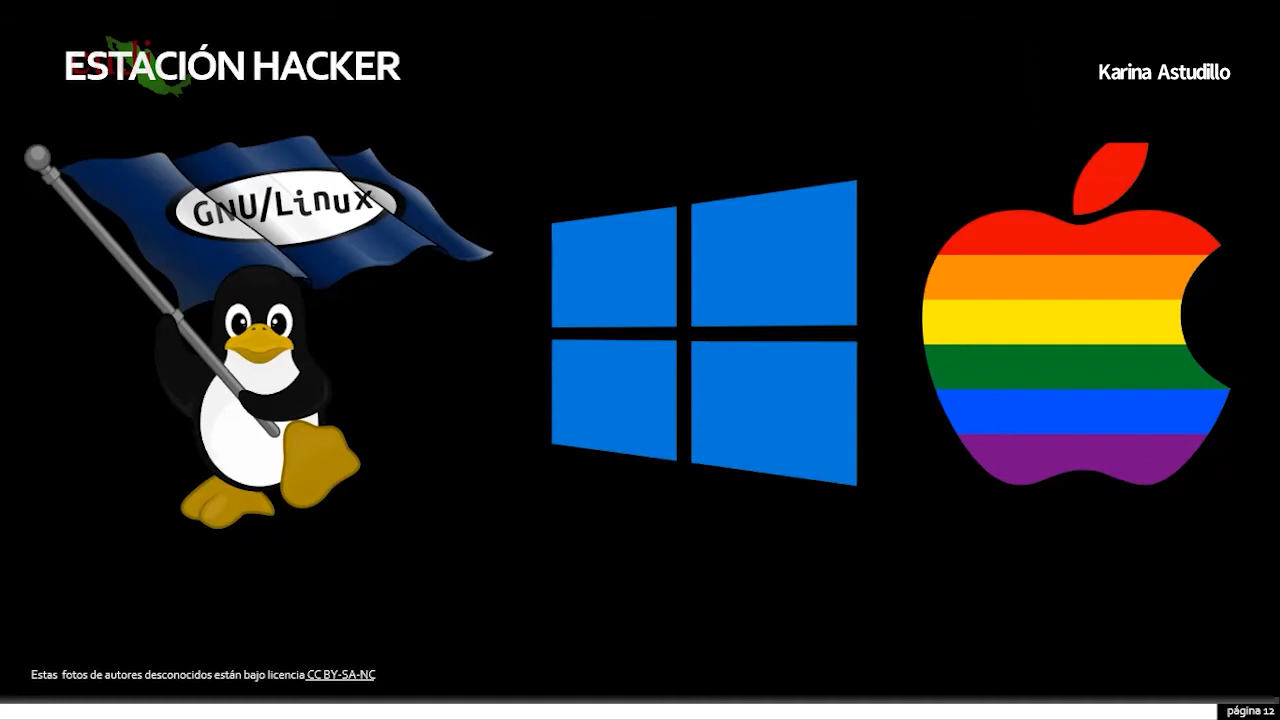 ESTACIÓN HACKER
Karina Astudillo
GNU/Linux
Estas fotos de autores desconocidos están bajo licencia CC BY-SA-NC
página 12